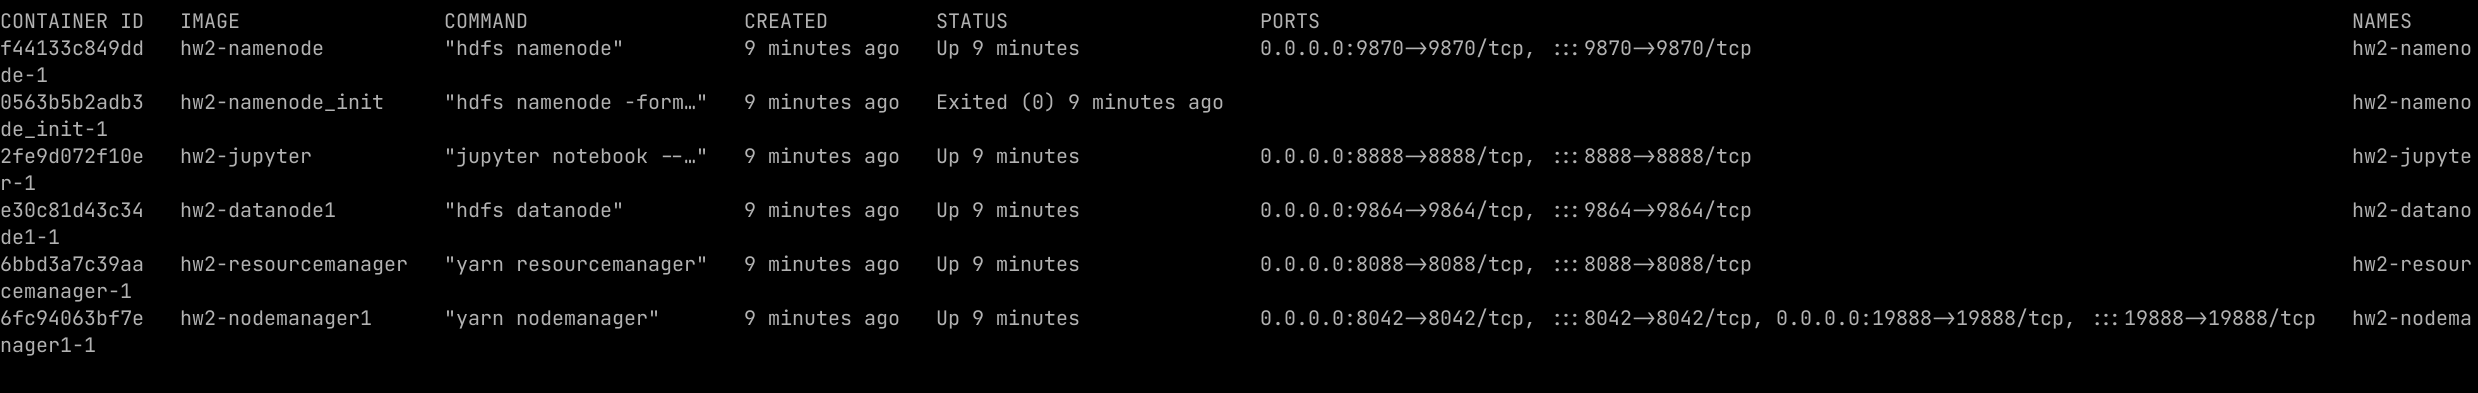 CONTAINER ID   IMAGE                 COMMAND                  CREATED         STATUS                     PORTS                                                                                      NAMES
f44133c849dd   hw2-namenode          "hdfs namenode"          9 minutes ago   Up 9 minutes               0.0.0.0:9870->9870/tcp, :::9870->9870/tcp                                                  hw2-nameno
de-1
0563b5b2adb3   hw2-namenode_init     "hdfs namenode -form…"   9 minutes ago   Exited (0) 9 minutes ago                                                                                              hw2-nameno
de_init-1
2fe9d072f10e   hw2-jupyter           "jupyter notebook --…"   9 minutes ago   Up 9 minutes               0.0.0.0:8888->8888/tcp, :::8888->8888/tcp                                                  hw2-jupyte
r-1
e30c81d43c34   hw2-datanode1         "hdfs datanode"          9 minutes ago   Up 9 minutes               0.0.0.0:9864->9864/tcp, :::9864->9864/tcp                                                  hw2-datano
de1-1
6bbd3a7c39aa   hw2-resourcemanager   "yarn resourcemanager"   9 minutes ago   Up 9 minutes               0.0.0.0:8088->8088/tcp, :::8088->8088/tcp                                                  hw2-resour
cemanager-1
6fc94063bf7e   hw2-nodemanager1      "yarn nodemanager"       9 minutes ago   Up 9 minutes               0.0.0.0:8042->8042/tcp, :::8042->8042/tcp, 0.0.0.0:19888->19888/tcp, :::19888->19888/tcp   hw2-nodema
nager1-1